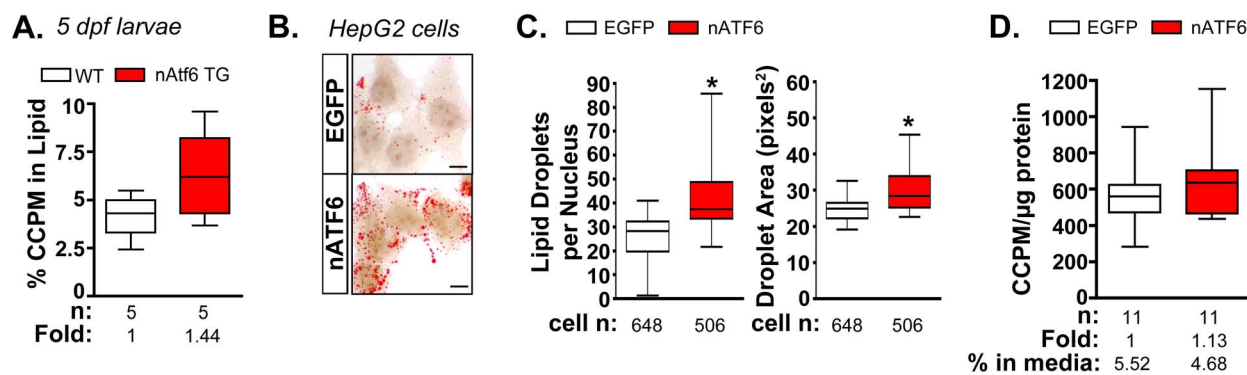 A. 5 dpf larvae
WT nAtf6 TG
% CCPM in Lipid
10
7.5
5
2.5
0
n: 5 5
Fold: 1 1.44
B. HepG2 cells
EGFP
nATF6
C. EGFP nATF6
Lipid Droplets
per Nucleus
90
80
70
60
50
40
30
20
10
0
*
cell n: 648 506
Droplet Area (pixels²)
60
50
40
30
20
10
0
*
cell n: 648 506
D. EGFP nATF6
CCPM/µg protein
1200
1000
800
600
400
200
0
n: 11 11
Fold: 1 1.13
% in media: 5.52 4.68